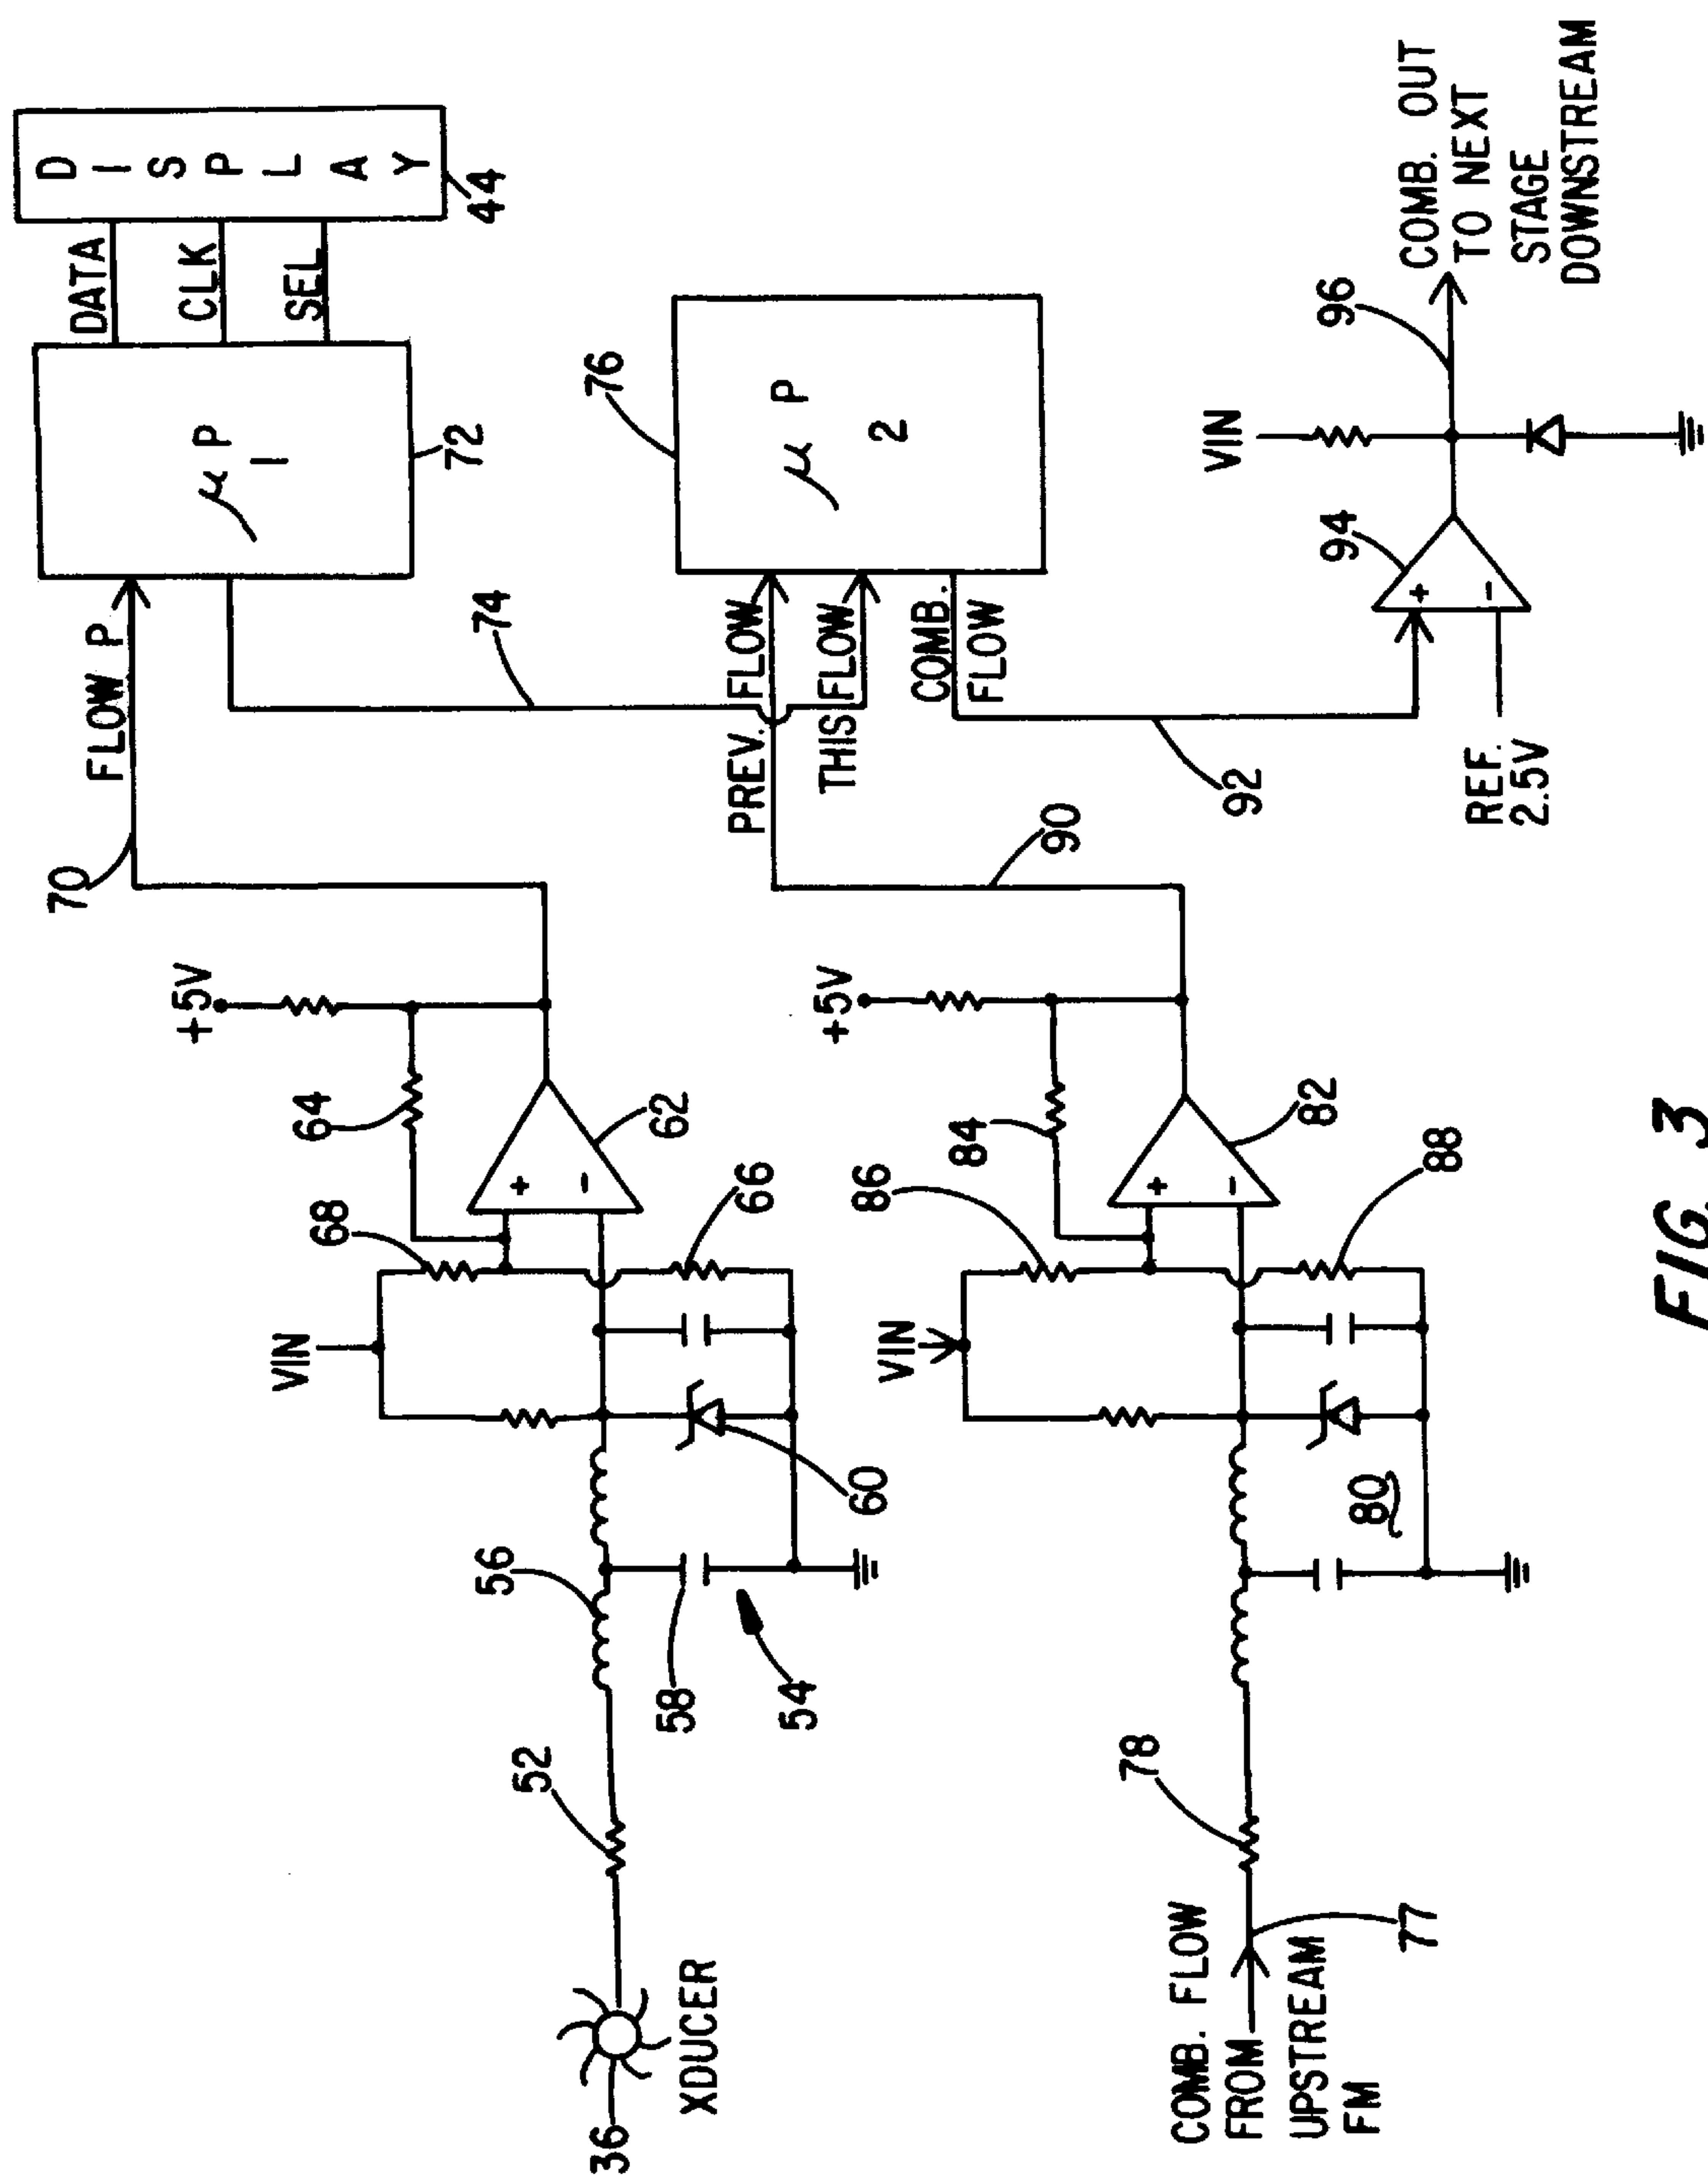 DISPLAY
44
DATA
CLK
SEL
μP
1
72
FLOW P
70
74
76
μP
2
PREV. FLOW
THIS FLOW
COMB.
FLOW
90
92
94
+
-
REF.
2.5V
VIN
96
COMB. OUT
TO NEXT
STAGE
DOWNSTREAM
+5V
64
62
+
-
68
66
VIN
60
56
58
54
52
36
XDUCER
+5V
84
82
+
-
86
88
VIN
80
78
77
COMB. FLOW
FROM
UPSTREAM
FM
FIG. 3